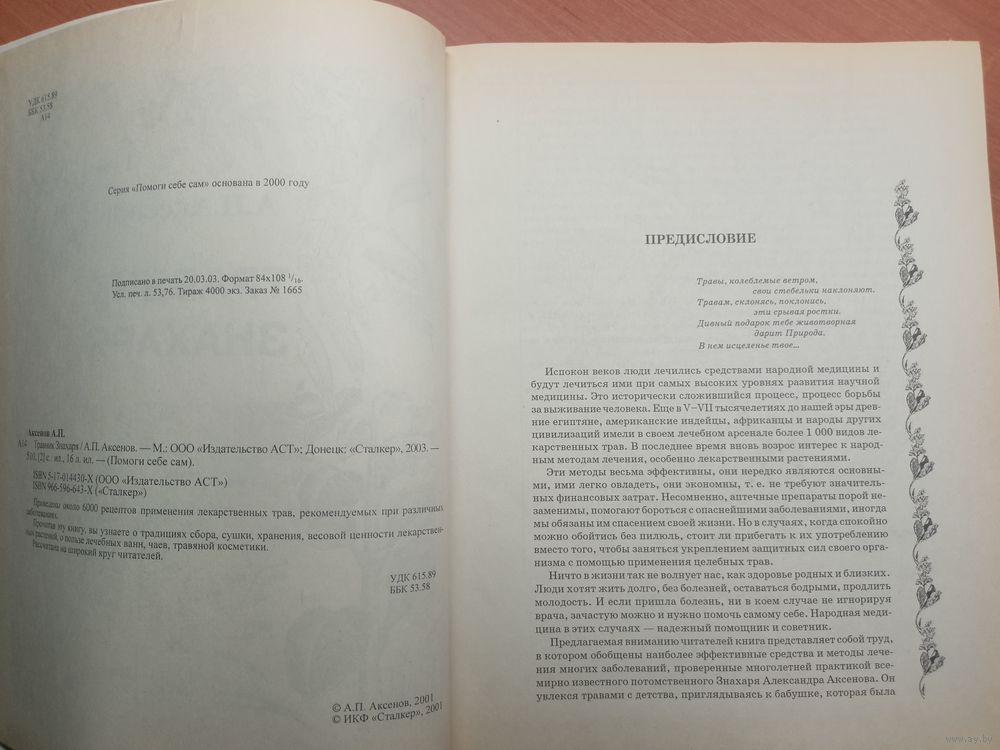 УДК 615.89
ББК 53.58
А14
Серия «Помоги себе сам» основана в 2000 году
Подписано в печать 20.03.03. Формат 84х108 1/16.
Усл. печ. л. 53,76. Тираж 4000 экз. Заказ № 1665
Аксенов А.П.
А14 Травник Знахаря / А.П. Аксенов. — М.: ООО «Издательство АСТ»; Донецк: «Сталкер», 2003. —
510, [2] с. ил., 16 л. ил. — (Помоги себе сам).
ISBN 5-17-014430-X (ООО «Издательство АСТ»)
ISBN 966-596-643-X («Сталкер»)
Приведены около 6000 рецептов применения лекарственных трав, рекомендуемых при различных
заболеваниях.
Прочитав эту книгу, вы узнаете о традициях сбора, сушки, хранения, весовой ценности лекарствен-
ных растений, о пользе лечебных ванн, чаев, травяной косметики.
Рассчитана на широкий круг читателей.
УДК 615.89
ББК 53.58
© А.П. Аксенов, 2001
© ИКФ «Сталкер», 2001
ПРЕДИСЛОВИЕ
Травы, колеблемые ветром,
свои стебельки наклоняют.
Травам, склонясь, поклонись,
эти срывая ростки.
Дивный подарок тебе животворная
дарит Природа.
В нем исцеленье твое...
Испокон веков люди лечились средствами народной медицины и
будут лечиться ими при самых высоких уровнях развития научной
медицины. Это исторически сложившийся процесс, процесс борьбы
за выживание человека. Еще в V–VII тысячелетиях до нашей эры древ-
ние египтяне, американские индейцы, африканцы и народы других
цивилизаций имели в своем лечебном арсенале более 1 000 видов ле-
карственных трав. В последнее время вновь возрос интерес к народ-
ным методам лечения, особенно лекарственными растениями.
Эти методы весьма эффективны, они нередко являются основны-
ми, ими легко овладеть, они экономны, т. е. не требуют значитель-
ных финансовых затрат. Несомненно, аптечные препараты порой не-
заменимы, помогают бороться с опаснейшими заболеваниями, иногда
мы обязаны им спасением своей жизни. Но в случаях, когда спокойно
можно обойтись без пилюль, стоит ли прибегать к их употреблению
вместо того, чтобы заняться укреплением защитных сил своего орга-
низма с помощью применения целебных трав.
Ничто в жизни так не волнует нас, как здоровье родных и близких.
Люди хотят жить долго, без болезней, оставаться бодрыми, продлить
молодость. И если пришла болезнь, ни в коем случае не игнорируя
врача, зачастую можно и нужно помочь самому себе. Народная меди-
цина в этих случаях — надежный помощник и советник.
Предлагаемая вниманию читателей книга представляет собой труд,
в котором обобщены наиболее эффективные средства и методы лече-
ния многих заболеваний, проверенные многолетней практикой все-
мирно известного потомственного Знахаря Александра Аксенова. Он
увлекся травами с детства, приглядываясь к бабушке, которая была
www.ay.by